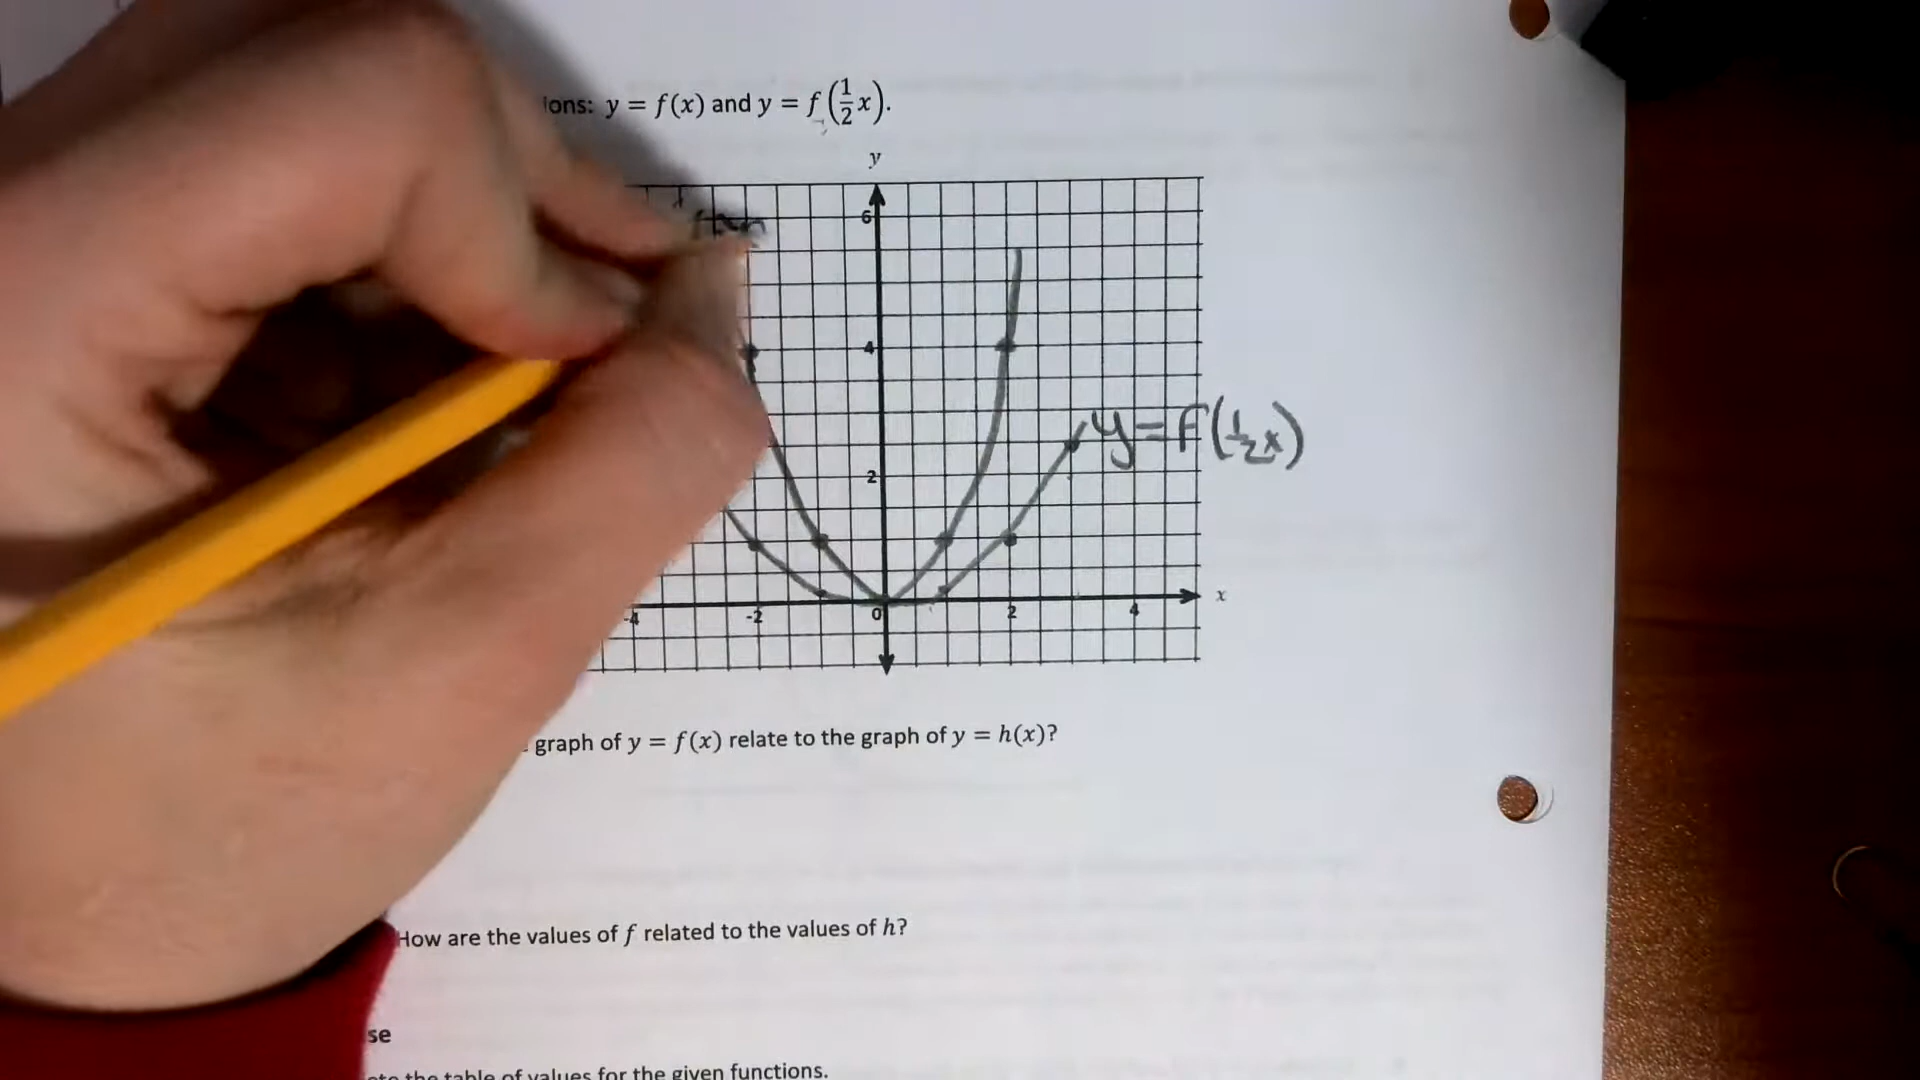 y = f(x) and y = f(1/2 x).
y
6
4
y=f(1/2x)
2
x
-4 -2 0 2 4
graph of y = f(x) relate to the graph of y = h(x)?
How are the values of f related to the values of h?
se
the table of values for the given functions.